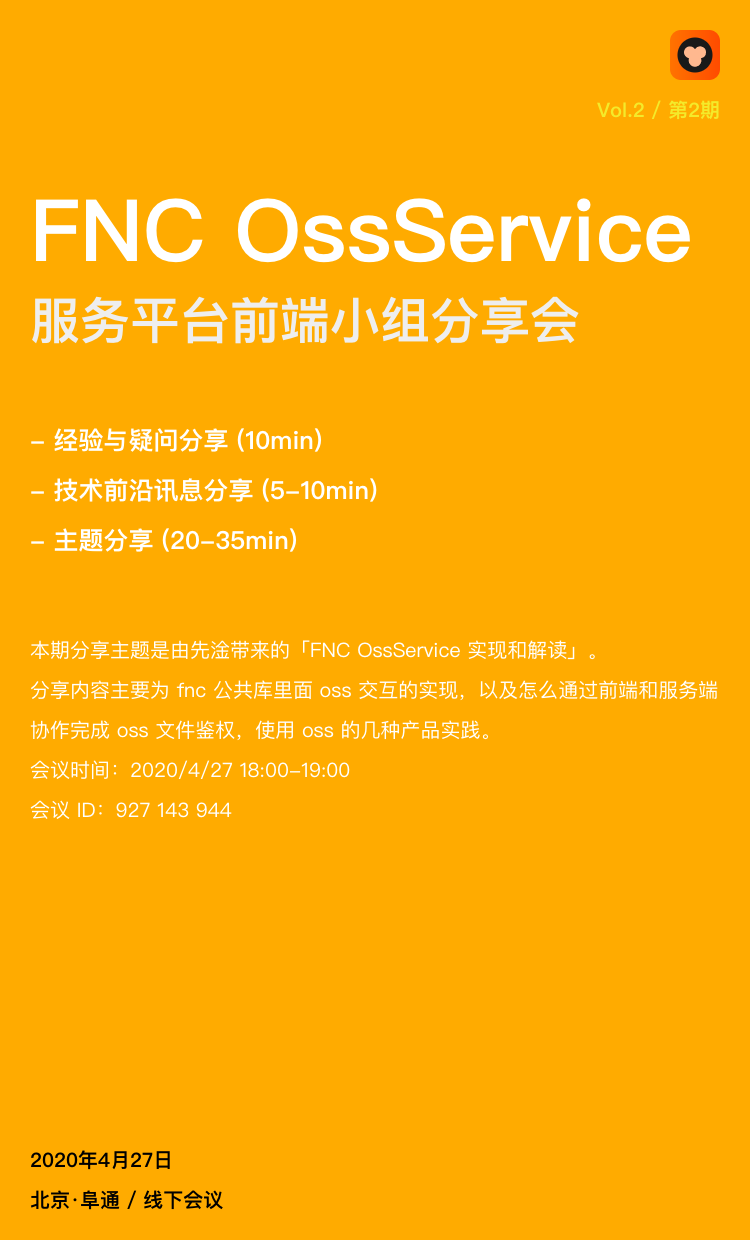 Vol.2 / 第2期
FNC OssService
服务平台前端小组分享会
- 经验与疑问分享 (10min)
- 技术前沿讯息分享 (5-10min)
- 主题分享 (20-35min)
本期分享主题是由先淦带来的「FNC OssService 实现和解读」。
分享内容主要为 fnc 公共库里面 oss 交互的实现，以及怎么通过前端和服务端
协作完成 oss 文件鉴权，使用 oss 的几种产品实践。
会议时间：2020/4/27 18:00-19:00
会议 ID：927 143 944
2020年4月27日
北京·阜通 / 线下会议